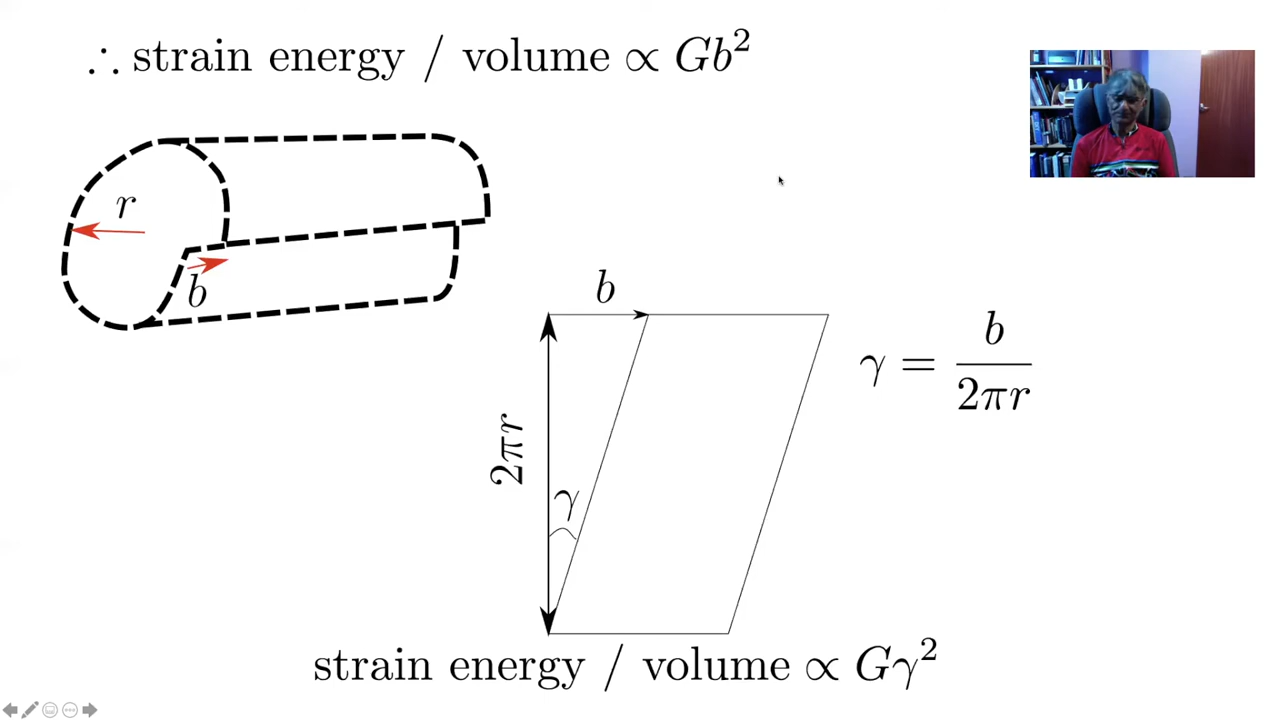 ∴ strain energy / volume ∝ Gb²
r
b
b
2πr
γ
γ = b / 2πr
strain energy / volume ∝ Gγ²